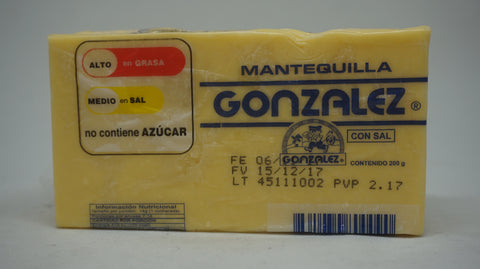 ALTO en GRASA
MEDIO en SAL
no contiene AZÚCAR
MANTEQUILLA
GONZALEZ ®
CON SAL
GONZALEZ
CONTENIDO 200 g
FE 06/
FV 15/12/17
LT 45111002 PVP 2.17
Información Nutricional